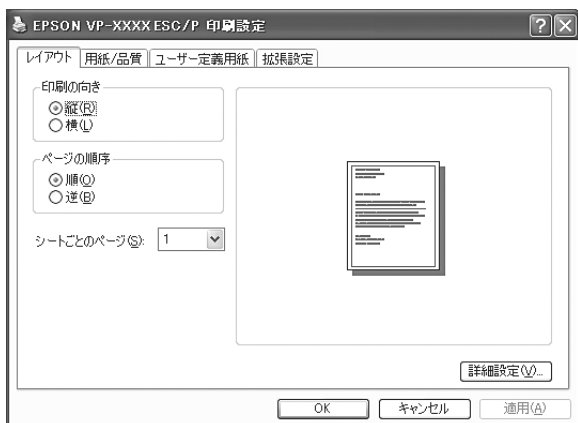 EPSON VP-XXXX ESC/P 印刷設定
レイアウト 用紙/品質 ユーザー定義用紙 拡張設定
印刷の向き
縦(R)
横(L)
ページの順序
順(O)
逆(B)
シートごとのページ(S): 1
詳細設定(V)...
OK キャンセル 適用(A)